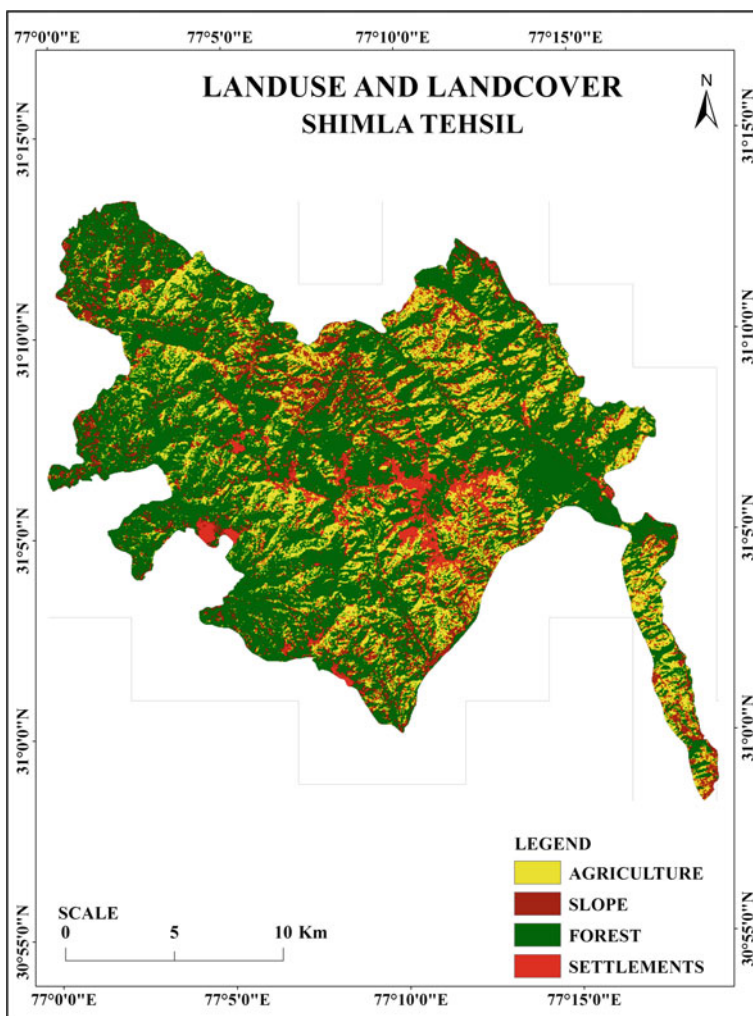 77°0'0"E 77°5'0"E 77°10'0"E 77°15'0"E
LANDUSE AND LANDCOVER
SHIMLA TEHSIL
N
31°15'0"N 31°15'0"N
31°10'0"N 31°10'0"N
31°5'0"N 31°5'0"N
31°0'0"N 31°0'0"N
30°55'0"N 30°55'0"N
LEGEND
AGRICULTURE
SLOPE
FOREST
SETTLEMENTS
SCALE
0 5 10 Km
77°0'0"E 77°5'0"E 77°10'0"E 77°15'0"E